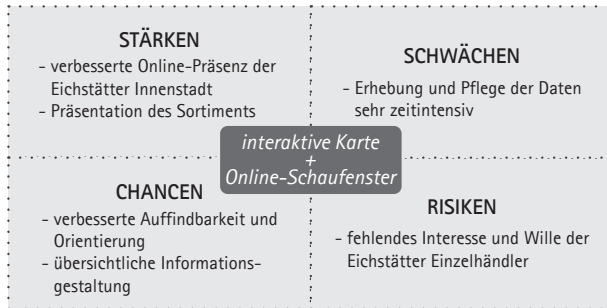 STÄRKEN
- verbesserte Online-Präsenz der
Eichstätter Innenstadt
- Präsentation des Sortiments
SCHWÄCHEN
- Erhebung und Pflege der Daten
sehr zeitintensiv
interaktive Karte
+
Online-Schaufenster
CHANCEN
- verbesserte Auffindbarkeit und
Orientierung
- übersichtliche Informations-
gestaltung
RISIKEN
- fehlendes Interesse und Wille der
Eichstätter Einzelhändler